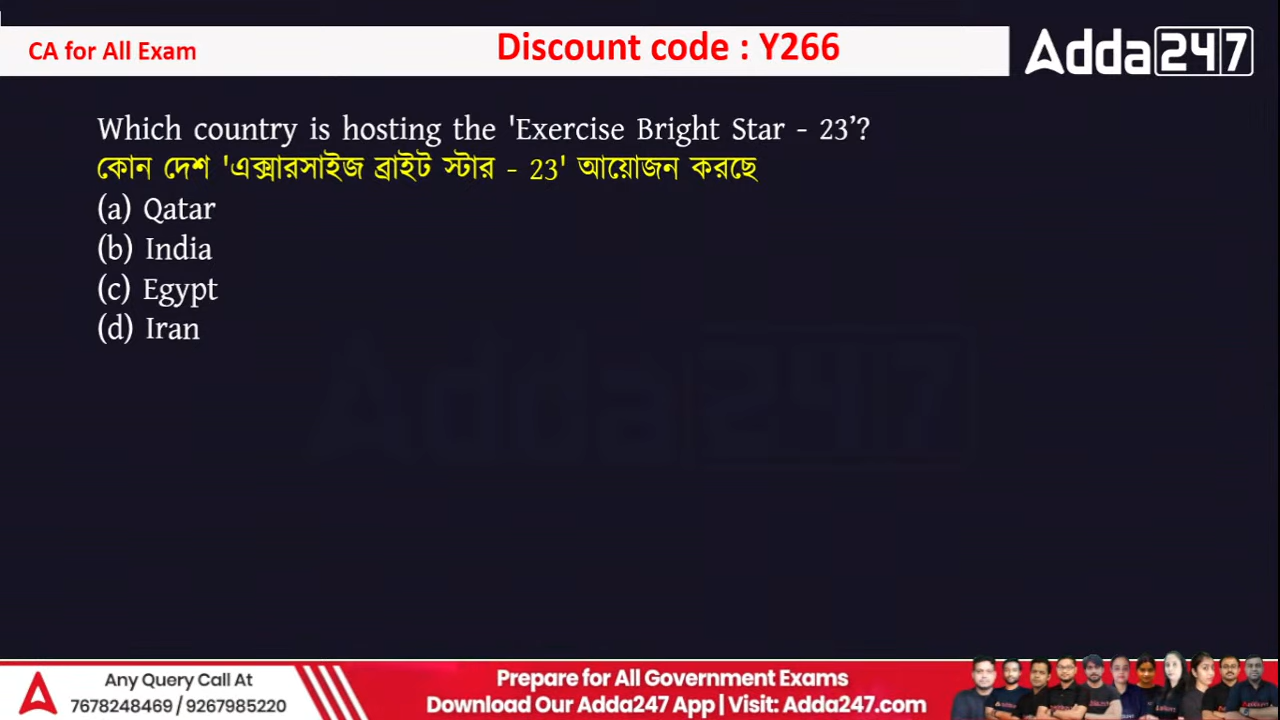 CA for All Exam
Discount code : Y266
Adda247
Which country is hosting the 'Exercise Bright Star - 23’?
কোন দেশ 'এক্সারসাইজ ব্রাইট স্টার - 23' আয়োজন করছে
(a) Qatar
(b) India
(c) Egypt
(d) Iran
Adda247
Any Query Call At
7678248469 / 9267985220
Prepare for All Government Exams
Download Our Adda247 App | Visit: Adda247.com